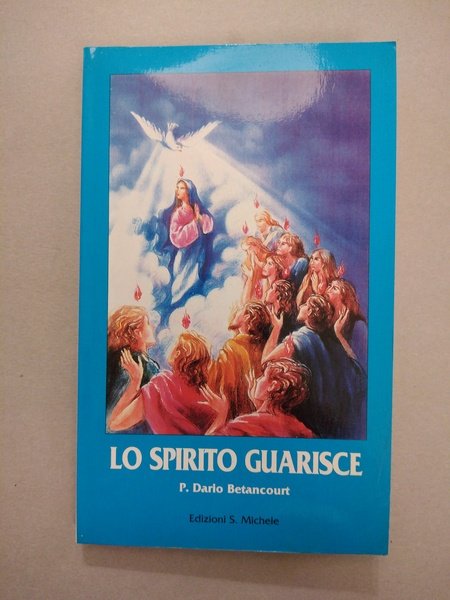 LO SPIRITO GUARISCE
P. Dario Betancourt
Edizioni S. Michele